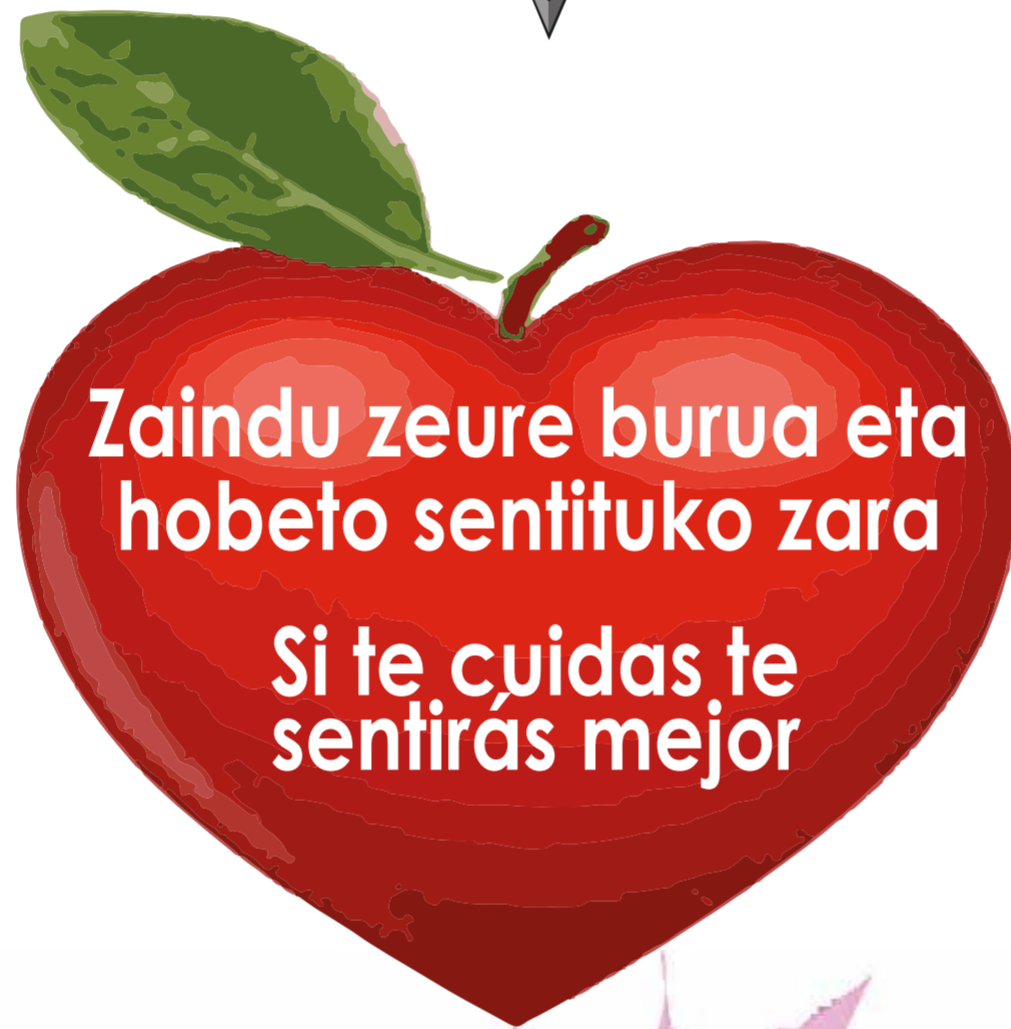 Zaindu zeure burua eta
hobeto sentituko zara
Si te cuidas te
sentirás mejor